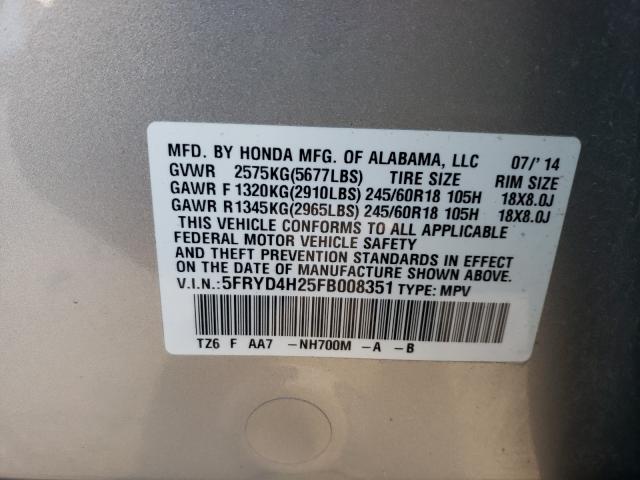 MFD. BY HONDA MFG. OF ALABAMA, LLC 07/'14
GVWR 2575KG(5677LBS) TIRE SIZE RIM SIZE
GAWR F 1320KG(2910LBS) 245/60R18 105H 18X8.0J
GAWR R 1345KG(2965LBS) 245/60R18 105H 18X8.0J
THIS VEHICLE CONFORMS TO ALL APPLICABLE
FEDERAL MOTOR VEHICLE SAFETY
AND THEFT PREVENTION STANDARDS IN EFFECT
ON THE DATE OF MANUFACTURE SHOWN ABOVE.
V.I.N.:5FRYD4H25FB008351 TYPE: MPV
TZ6 F AA7 -NH700M -A -B